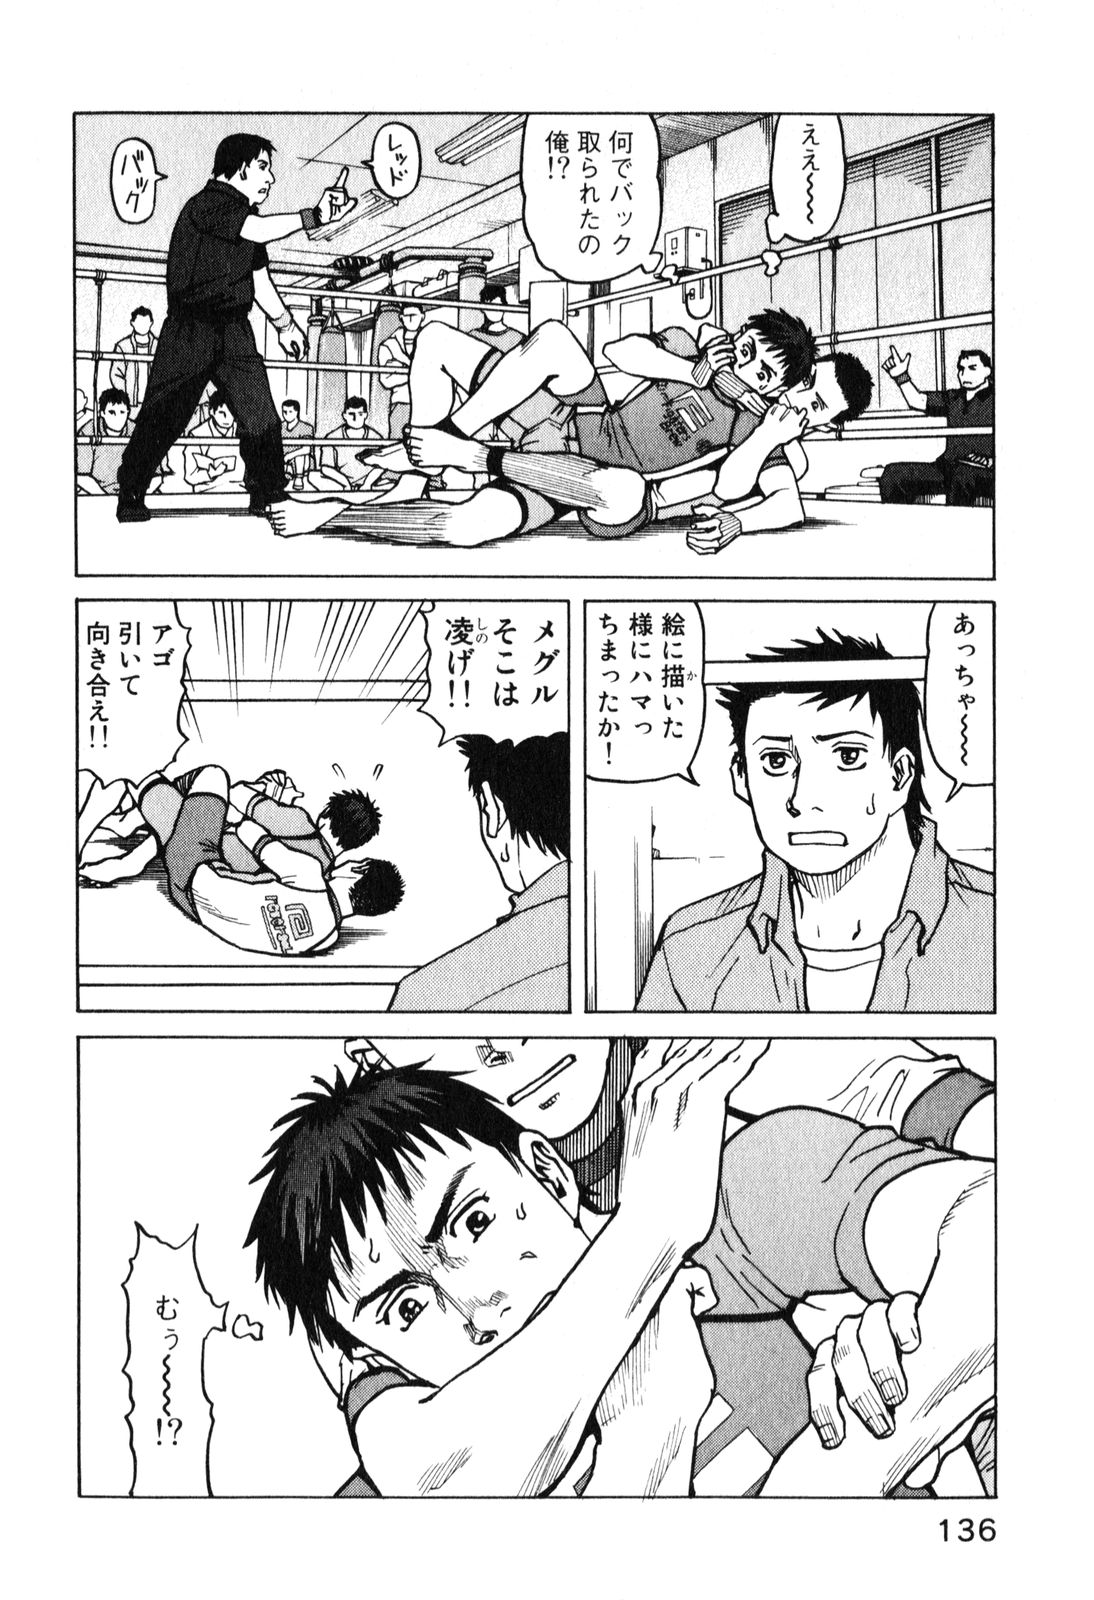 ええ〜〜
何でバック
取られたの
俺!?
レッド
バック
あっちゃ〜〜
絵に描いた
様にハマっ
ちまったか!
メグル
そこは
凌げ!!
アゴ
引いて
向き合え!!
むぅ〜〜〜!?
136